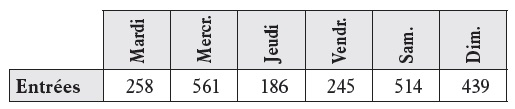 Mardi Mercr. Jeudi Vendr. Sam. Dim.
Entrées 258 561 186 245 514 439